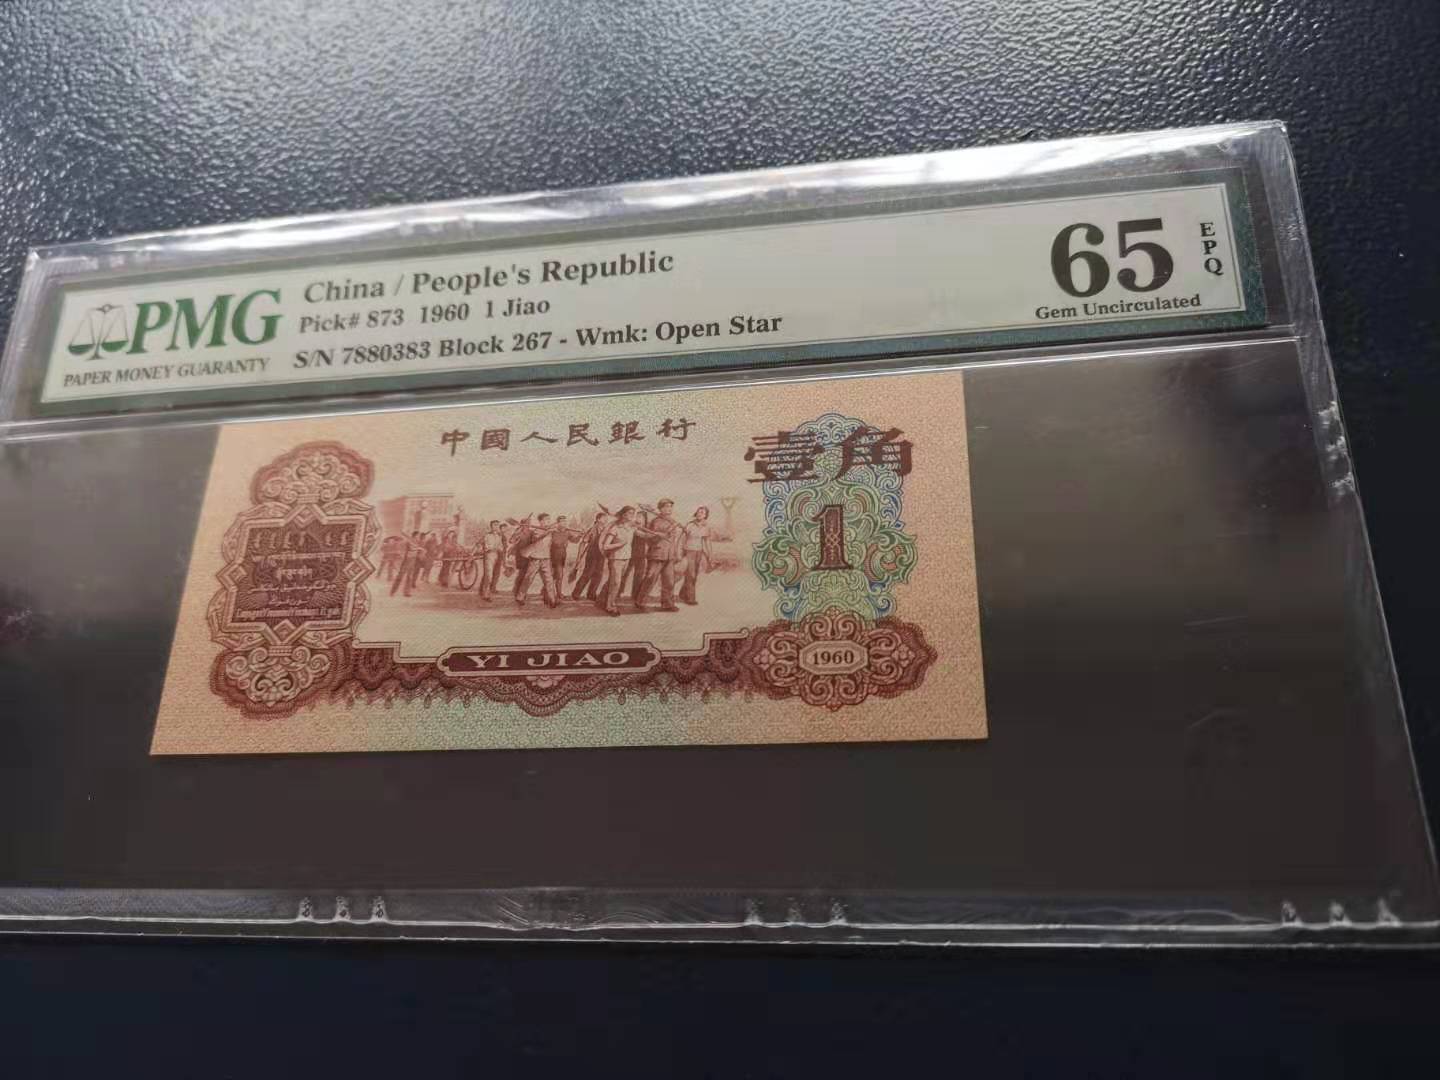 China / People's Republic
Pick# 873 1960 1 Jiao
S/N 7880383 Block 267 - Wmk: Open Star
PMG
PAPER MONEY GUARANTY
65
EPQ
Gem Uncirculated
中國人民銀行
壹角
1
YI JIAO
1960